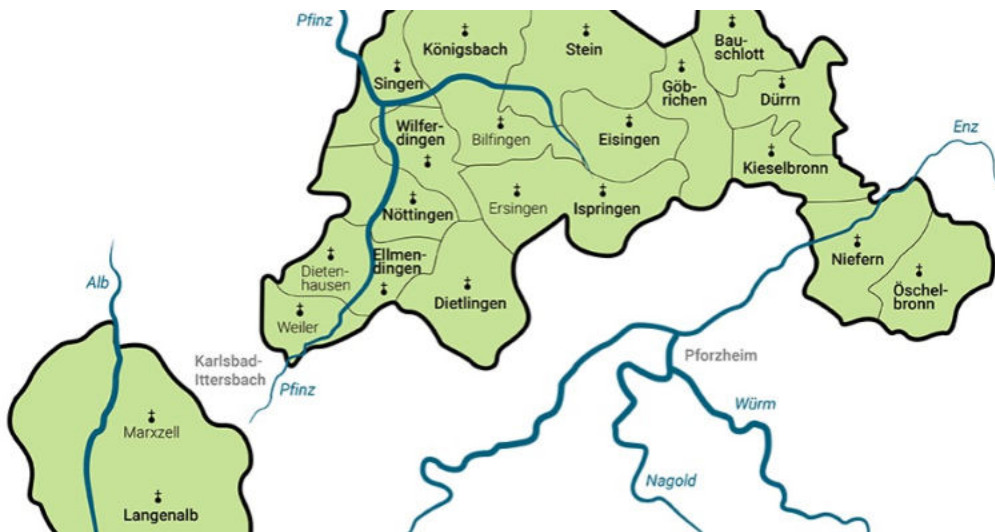 Pfinz
Königsbach
Stein
Bau-
schlott
Singen
Göb-
richen
Dürrn
Wilfer-
dingen
Bilfingen
Eisingen
Enz
Kieselbronn
Nöttingen
Ersingen
Ispringen
Dieten-
hausen
Ellmen-
dingen
Niefern
Alb
Dietlingen
Öschel-
bronn
Weiler
Karlsbad-
Ittersbach
Pfinz
Pforzheim
Würm
Marxzell
Nagold
Langenalb